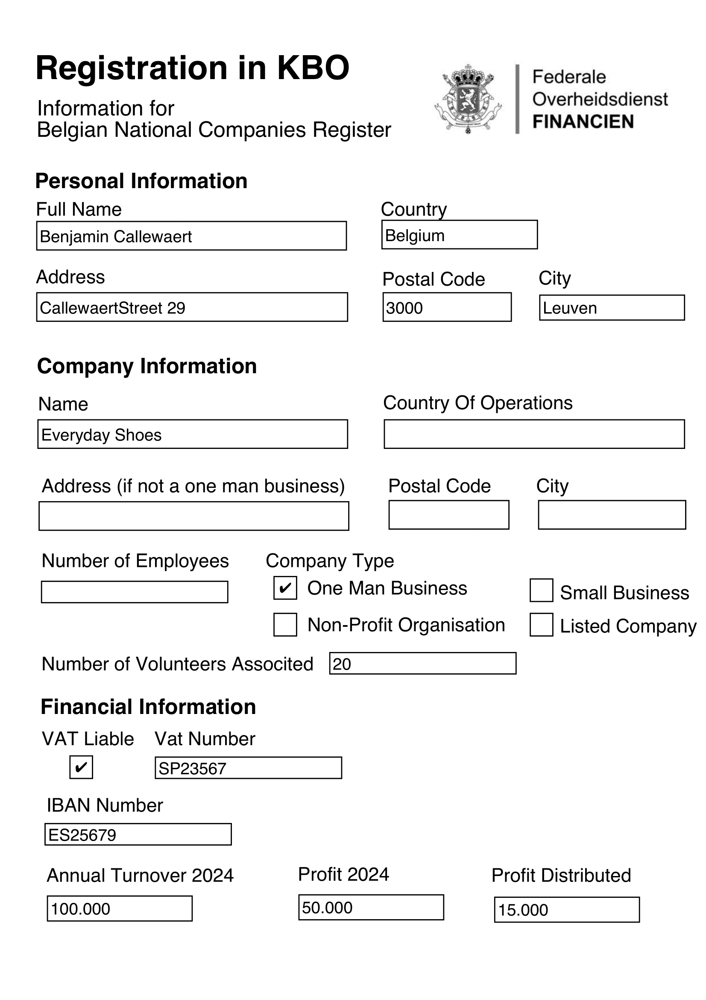 Registration in KBO
Information for
Belgian National Companies Register
Federale
Overheidsdienst
FINANCIEN
Personal Information
Full Name Country
Benjamin Callewaert Belgium
Address Postal Code City
CallewaertStreet 29 3000 Leuven
Company Information
Name Country Of Operations
Everyday Shoes
Address (if not a one man business) Postal Code City
Number of Employees Company Type
✔ One Man Business Small Business
Non-Profit Organisation Listed Company
Number of Volunteers Associted 20
Financial Information
VAT Liable Vat Number
✔ SP23567
IBAN Number
ES25679
Annual Turnover 2024 Profit 2024 Profit Distributed
100.000 50.000 15.000